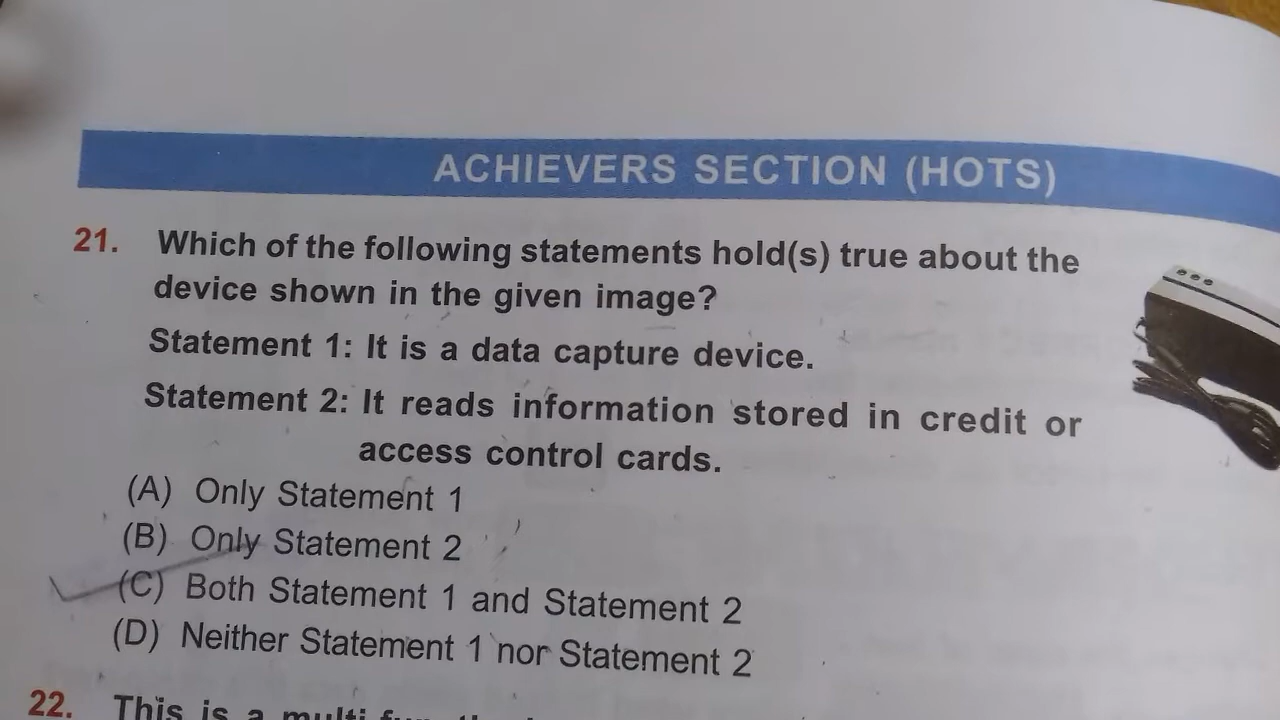 ACHIEVERS SECTION (HOTS)
21. Which of the following statements hold(s) true about the
device shown in the given image?
Statement 1: It is a data capture device.
Statement 2: It reads information stored in credit or
access control cards.
(A) Only Statement 1
(B) Only Statement 2
(C) Both Statement 1 and Statement 2
(D) Neither Statement 1 nor Statement 2
22. This is a multi